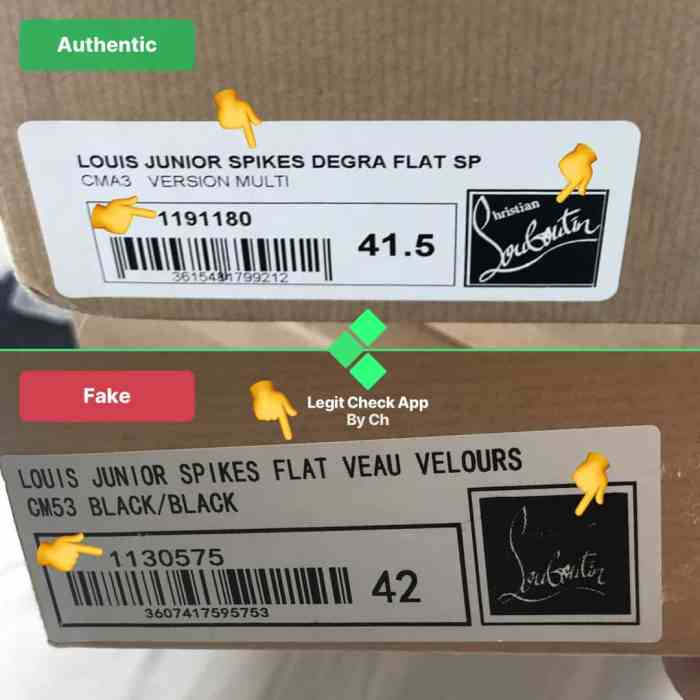 Authentic
LOUIS JUNIOR SPIKES DEGRA FLAT SP
CMA3 VERSION MULTI
1191180
41.5
Christian
Louboutin
Fake
Legit Check App
By Ch
LOUIS JUNIOR SPIKES FLAT VEAU VELOURS
CM53 BLACK/BLACK
1130575
42
3607417595753
Louboutin